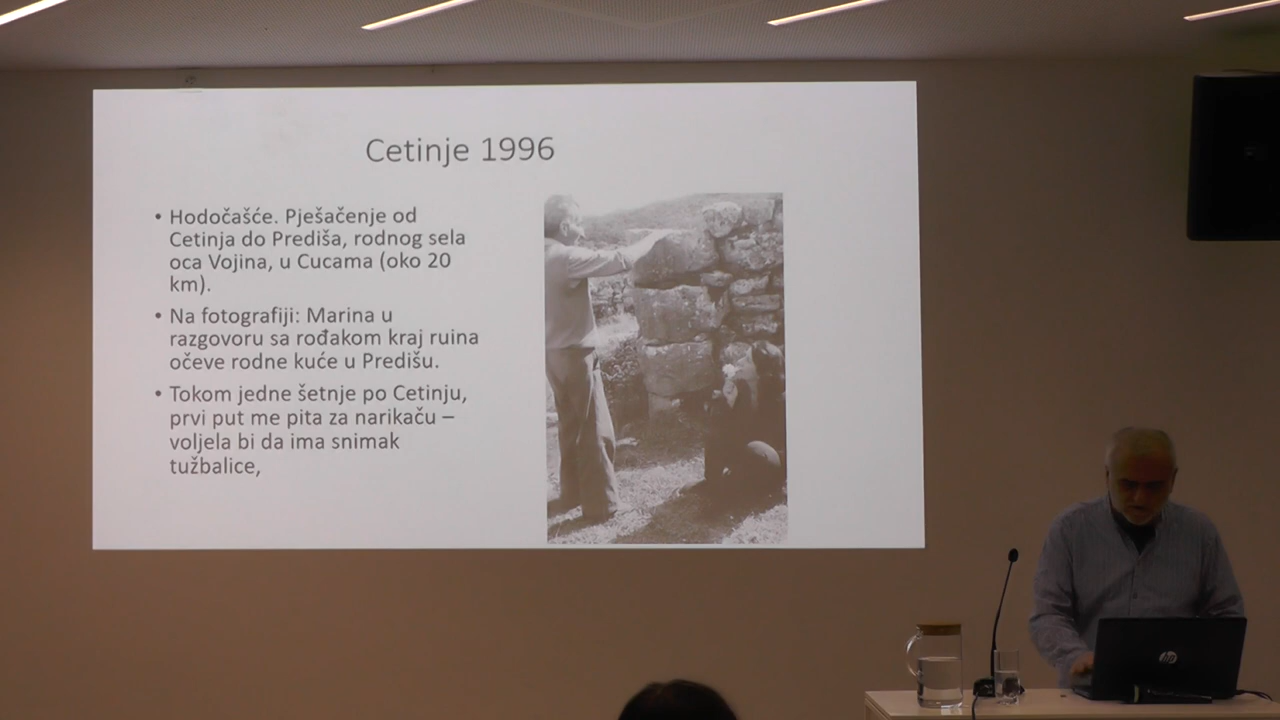 Cetinje 1996
• Hodočašće. Pješačenje od
Cetinja do Prediša, rodnog sela
oca Vojina, u Cucama (oko 20
km).
• Na fotografiji: Marina u
razgovoru sa rođakom kraj ruina
očeve rodne kuće u Predišu.
• Tokom jedne šetnje po Cetinju,
prvi put me pita za narikaču –
voljela bi da ima snimak
tužbalice,
hp